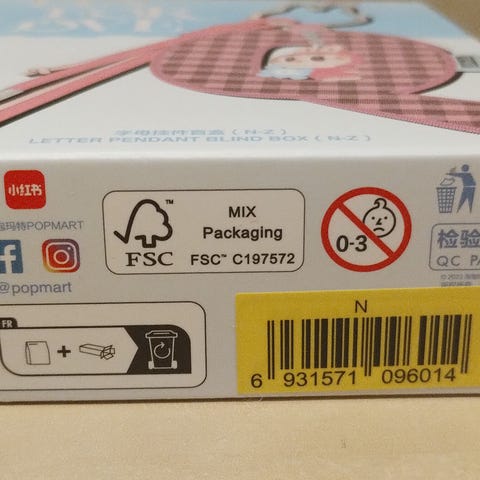 字母挂件盲盒（N-Z）
LETTER PENDANT BLIND BOX（N-Z）
小红书
玛特POPMART
@popmart
FSC
MIX
Packaging
FSC™ C197572
0-3
检验
QC PA
© 2023
FR
N
6 931571 096014